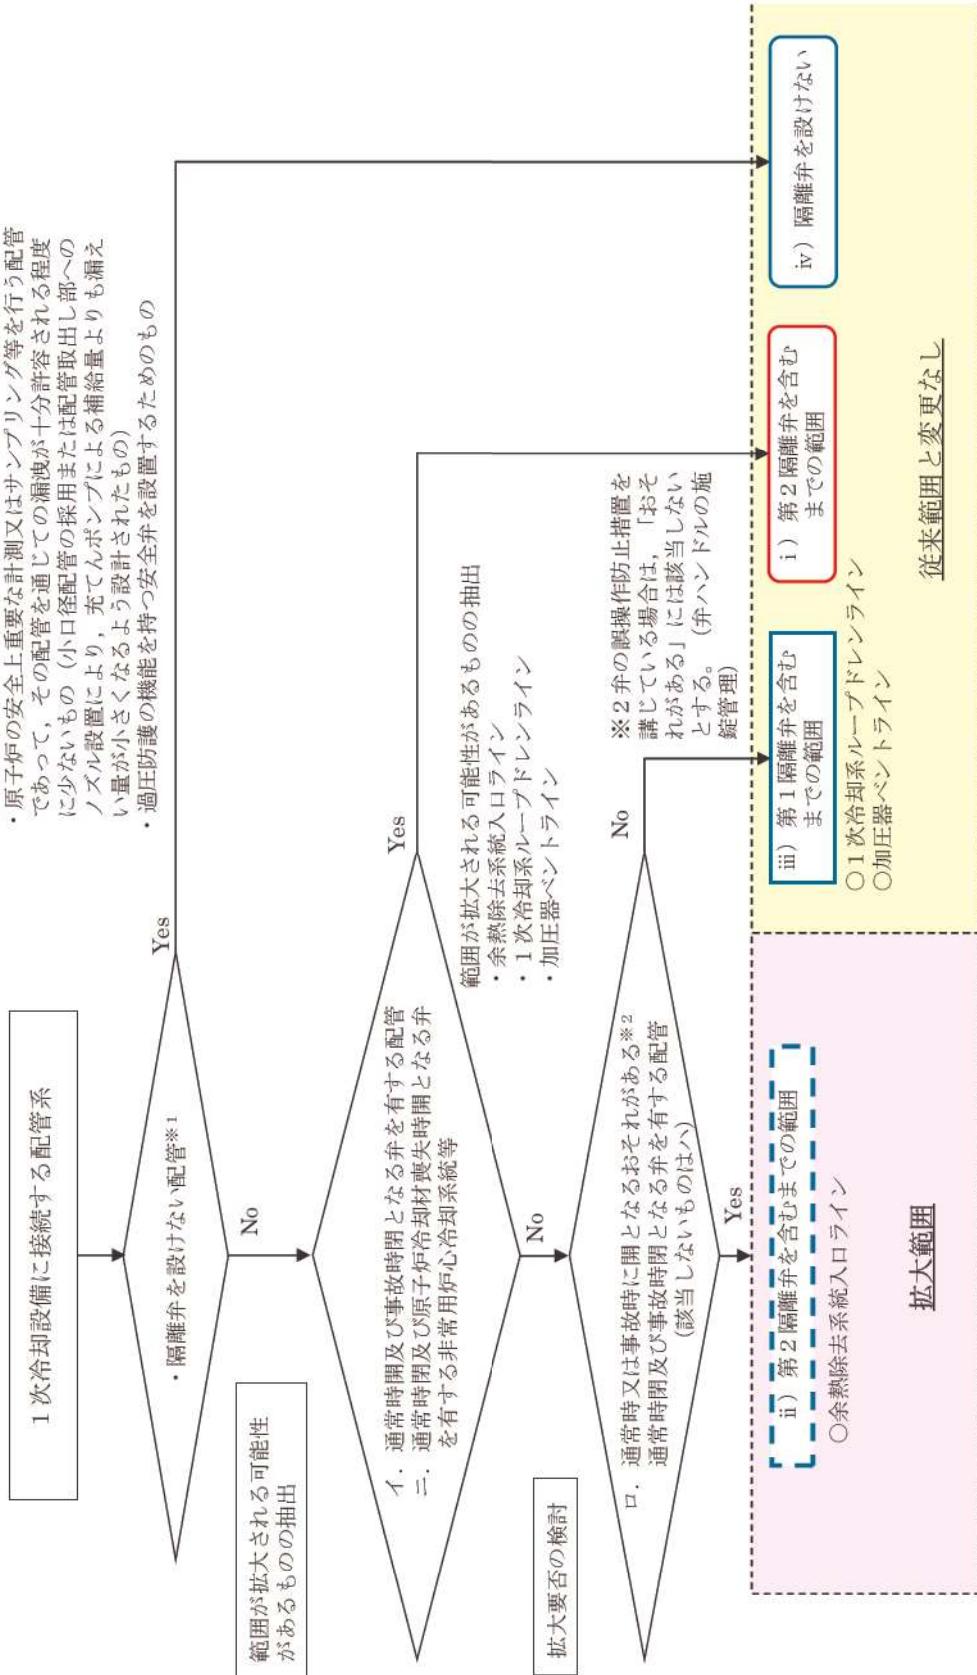 1 次冷却設備に接続する配管系
・原子炉の安全上重要な計測又はサンプリング等を行う配管
であって，その配管を通じての漏洩が十分許容される程度
に少ないもの（小口径配管の採用または配管取出し部への
ノズル設置により，充てんポンプによる補給量よりも漏え
い量が小さくなるよう設計されたもの）
・過圧防護の機能を持つ安全弁を設置するためのもの
・隔離弁を設けない配管※1
Yes
No
範囲が拡大される可能性
があるものの抽出
イ．通常時開及び事故時閉となる弁を有する配管
ニ．通常時閉及び原子炉冷却材喪失時開となる弁
を有する非常用炉心冷却系統等
Yes
No
範囲が拡大される可能性があるものの抽出
・余熱除去系統入口ライン
・1 次冷却系ループドレンライン
・加圧器ベントライン
拡大要否の検討
ロ．通常時又は事故時に開となるおそれがある※2
通常時閉及び事故時閉となる弁を有する配管
(該当しないものはハ)
No
Yes
※2 弁の誤操作防止措置を
講じている場合は，「おそ
れがある」には該当しない
とする。（弁ハンドルの施
錠管理）
ii）第２隔離弁を含むまでの範囲
○余熱除去系統入口ライン
拡大範囲
iii）第１隔離弁を含む
までの範囲
○1 次冷却系ループドレンライン
○加圧器ベントライン
i）第２隔離弁を含む
までの範囲
iv）隔離弁を設けない
従来範囲と変更なし